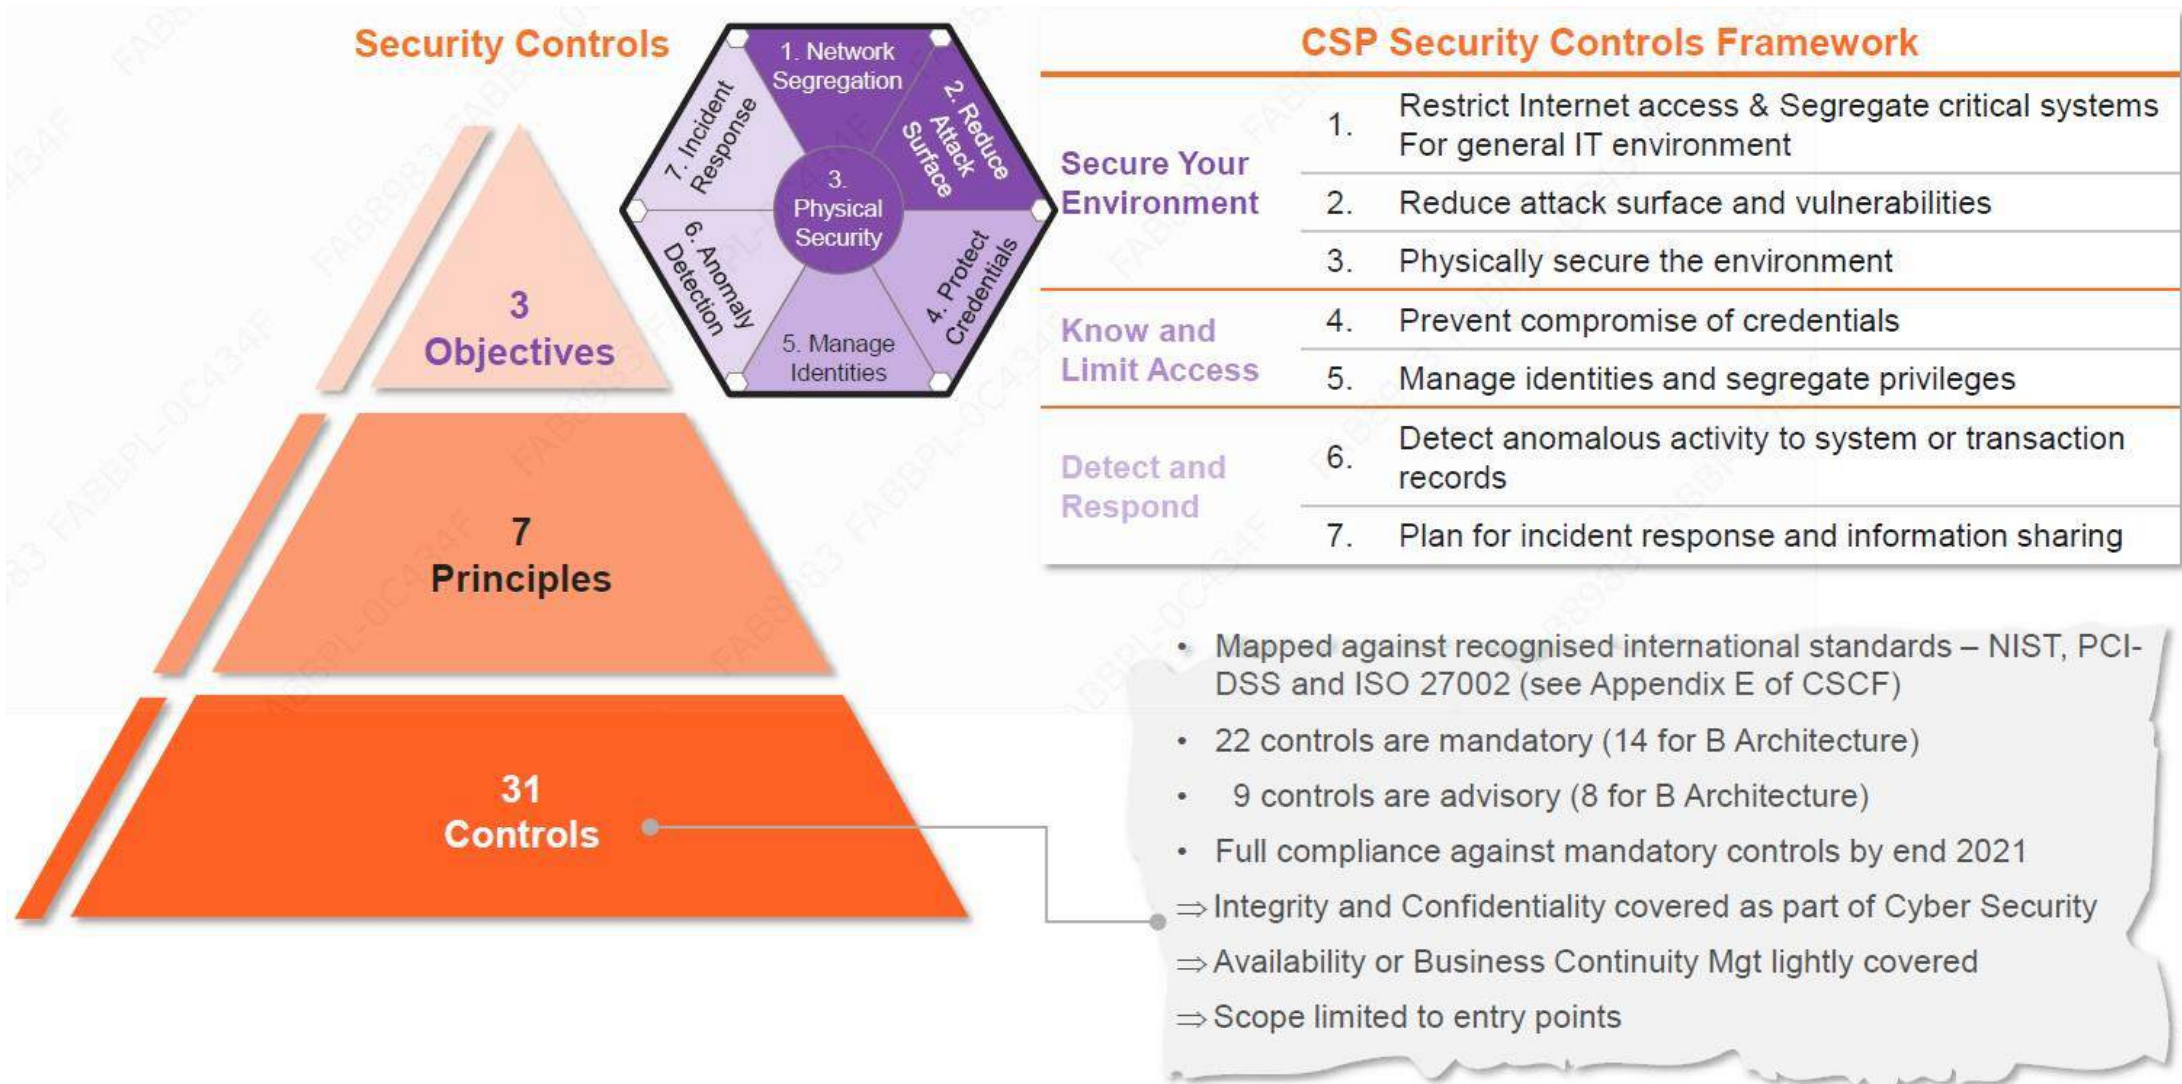 Security Controls
1. Network
Segregation
2. Reduce
Attack
Surface
3.
Physical
Security
4. Protect
Credentials
5. Manage
Identities
6. Anomaly
Detection
7. Incident
Response
3
Objectives
7
Principles
31
Controls
CSP Security Controls Framework
Secure Your
Environment
1. Restrict Internet access & Segregate critical systems
For general IT environment
2. Reduce attack surface and vulnerabilities
3. Physically secure the environment
Know and
Limit Access
4. Prevent compromise of credentials
5. Manage identities and segregate privileges
Detect and
Respond
6. Detect anomalous activity to system or transaction
records
7. Plan for incident response and information sharing
• Mapped against recognised international standards – NIST, PCI-
DSS and ISO 27002 (see Appendix E of CSCF)
• 22 controls are mandatory (14 for B Architecture)
• 9 controls are advisory (8 for B Architecture)
• Full compliance against mandatory controls by end 2021
⇒ Integrity and Confidentiality covered as part of Cyber Security
⇒ Availability or Business Continuity Mgt lightly covered
⇒ Scope limited to entry points